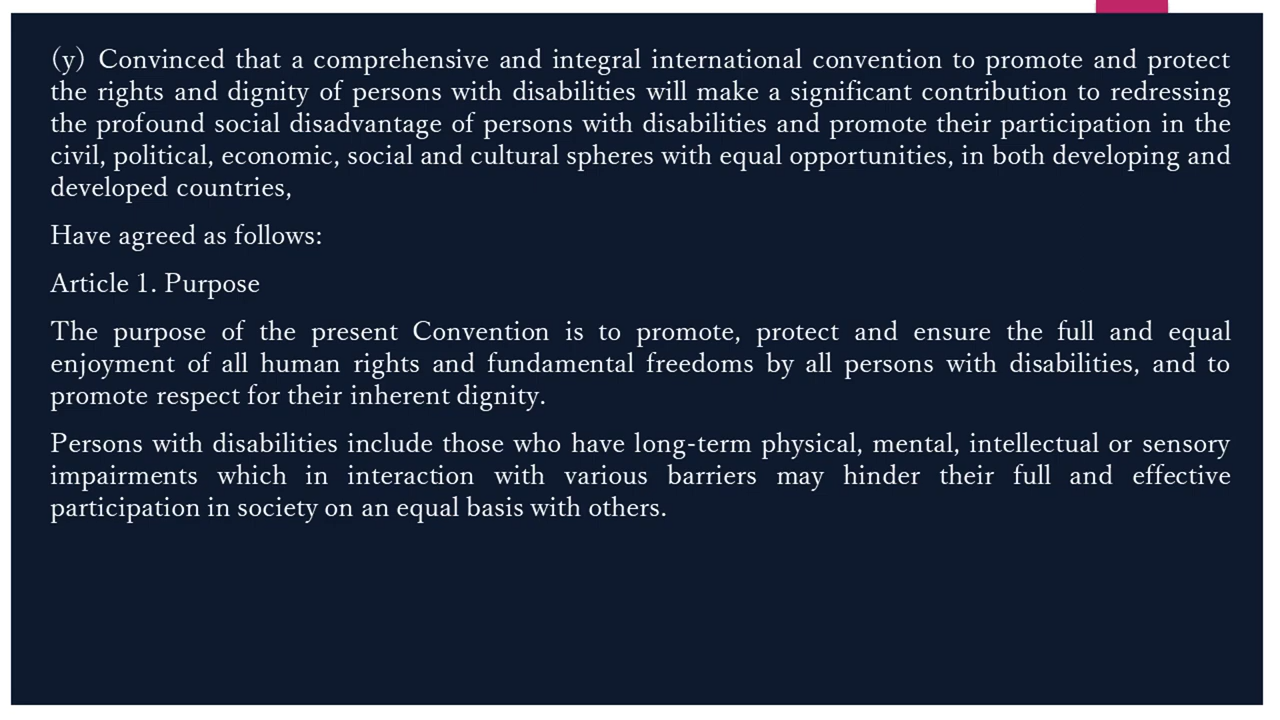 (y) Convinced that a comprehensive and integral international convention to promote and protect
the rights and dignity of persons with disabilities will make a significant contribution to redressing
the profound social disadvantage of persons with disabilities and promote their participation in the
civil, political, economic, social and cultural spheres with equal opportunities, in both developing and
developed countries,
Have agreed as follows:
Article 1. Purpose
The purpose of the present Convention is to promote, protect and ensure the full and equal
enjoyment of all human rights and fundamental freedoms by all persons with disabilities, and to
promote respect for their inherent dignity.
Persons with disabilities include those who have long-term physical, mental, intellectual or sensory
impairments which in interaction with various barriers may hinder their full and effective
participation in society on an equal basis with others.